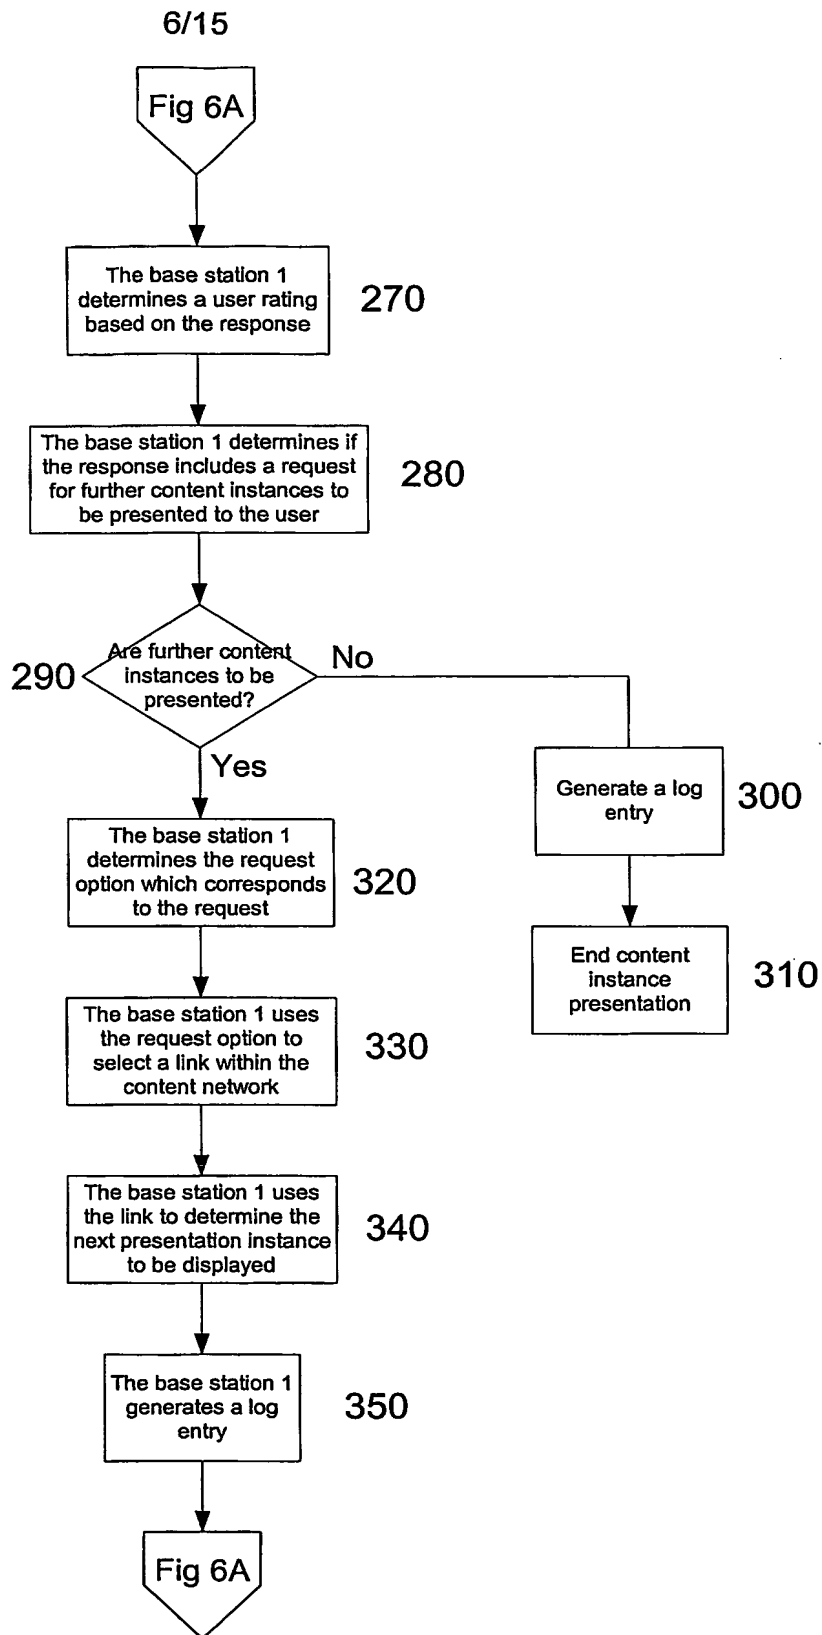 6/15
Fig 6A
The base station 1
determines a user rating
based on the response
270
The base station 1 determines if
the response includes a request
for further content instances to
be presented to the user
280
Are further content
instances to be
presented?
290
No
Yes
Generate a log
entry
300
The base station 1
determines the request
option which corresponds
to the request
320
End content
instance
presentation
310
The base station 1 uses
the request option to
select a link within the
content network
330
The base station 1 uses
the link to determine the
next presentation instance
to be displayed
340
The base station 1
generates a log
entry
350
Fig 6A